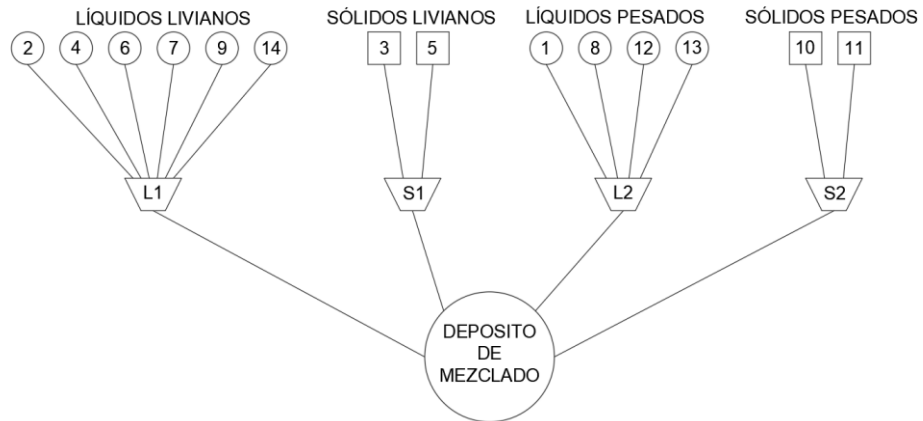 LÍQUIDOS LIVIANOS SÓLIDOS LIVIANOS LÍQUIDOS PESADOS SÓLIDOS PESADOS
2 4 6 7 9 14 3 5 1 8 12 13 10 11
L1 S1 L2 S2
DEPOSITO
DE
MEZCLADO